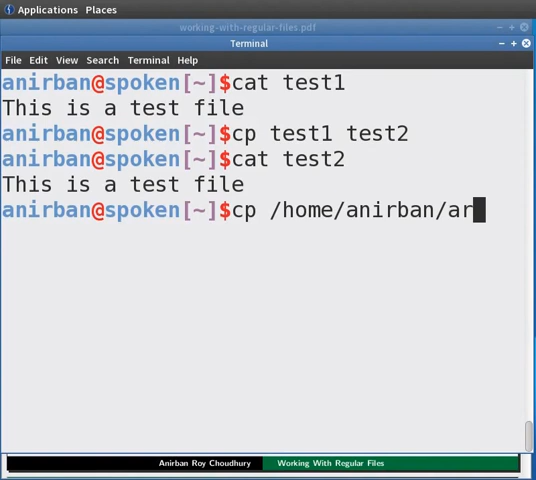 Applications Places
working-with-regular-files.pdf
Terminal
File Edit View Search Terminal Help
anirban@spoken[~]$cat test1
This is a test file
anirban@spoken[~]$cp test1 test2
anirban@spoken[~]$cat test2
This is a test file
anirban@spoken[~]$cp /home/anirban/ar
Anirban Roy Choudhury Working With Regular Files